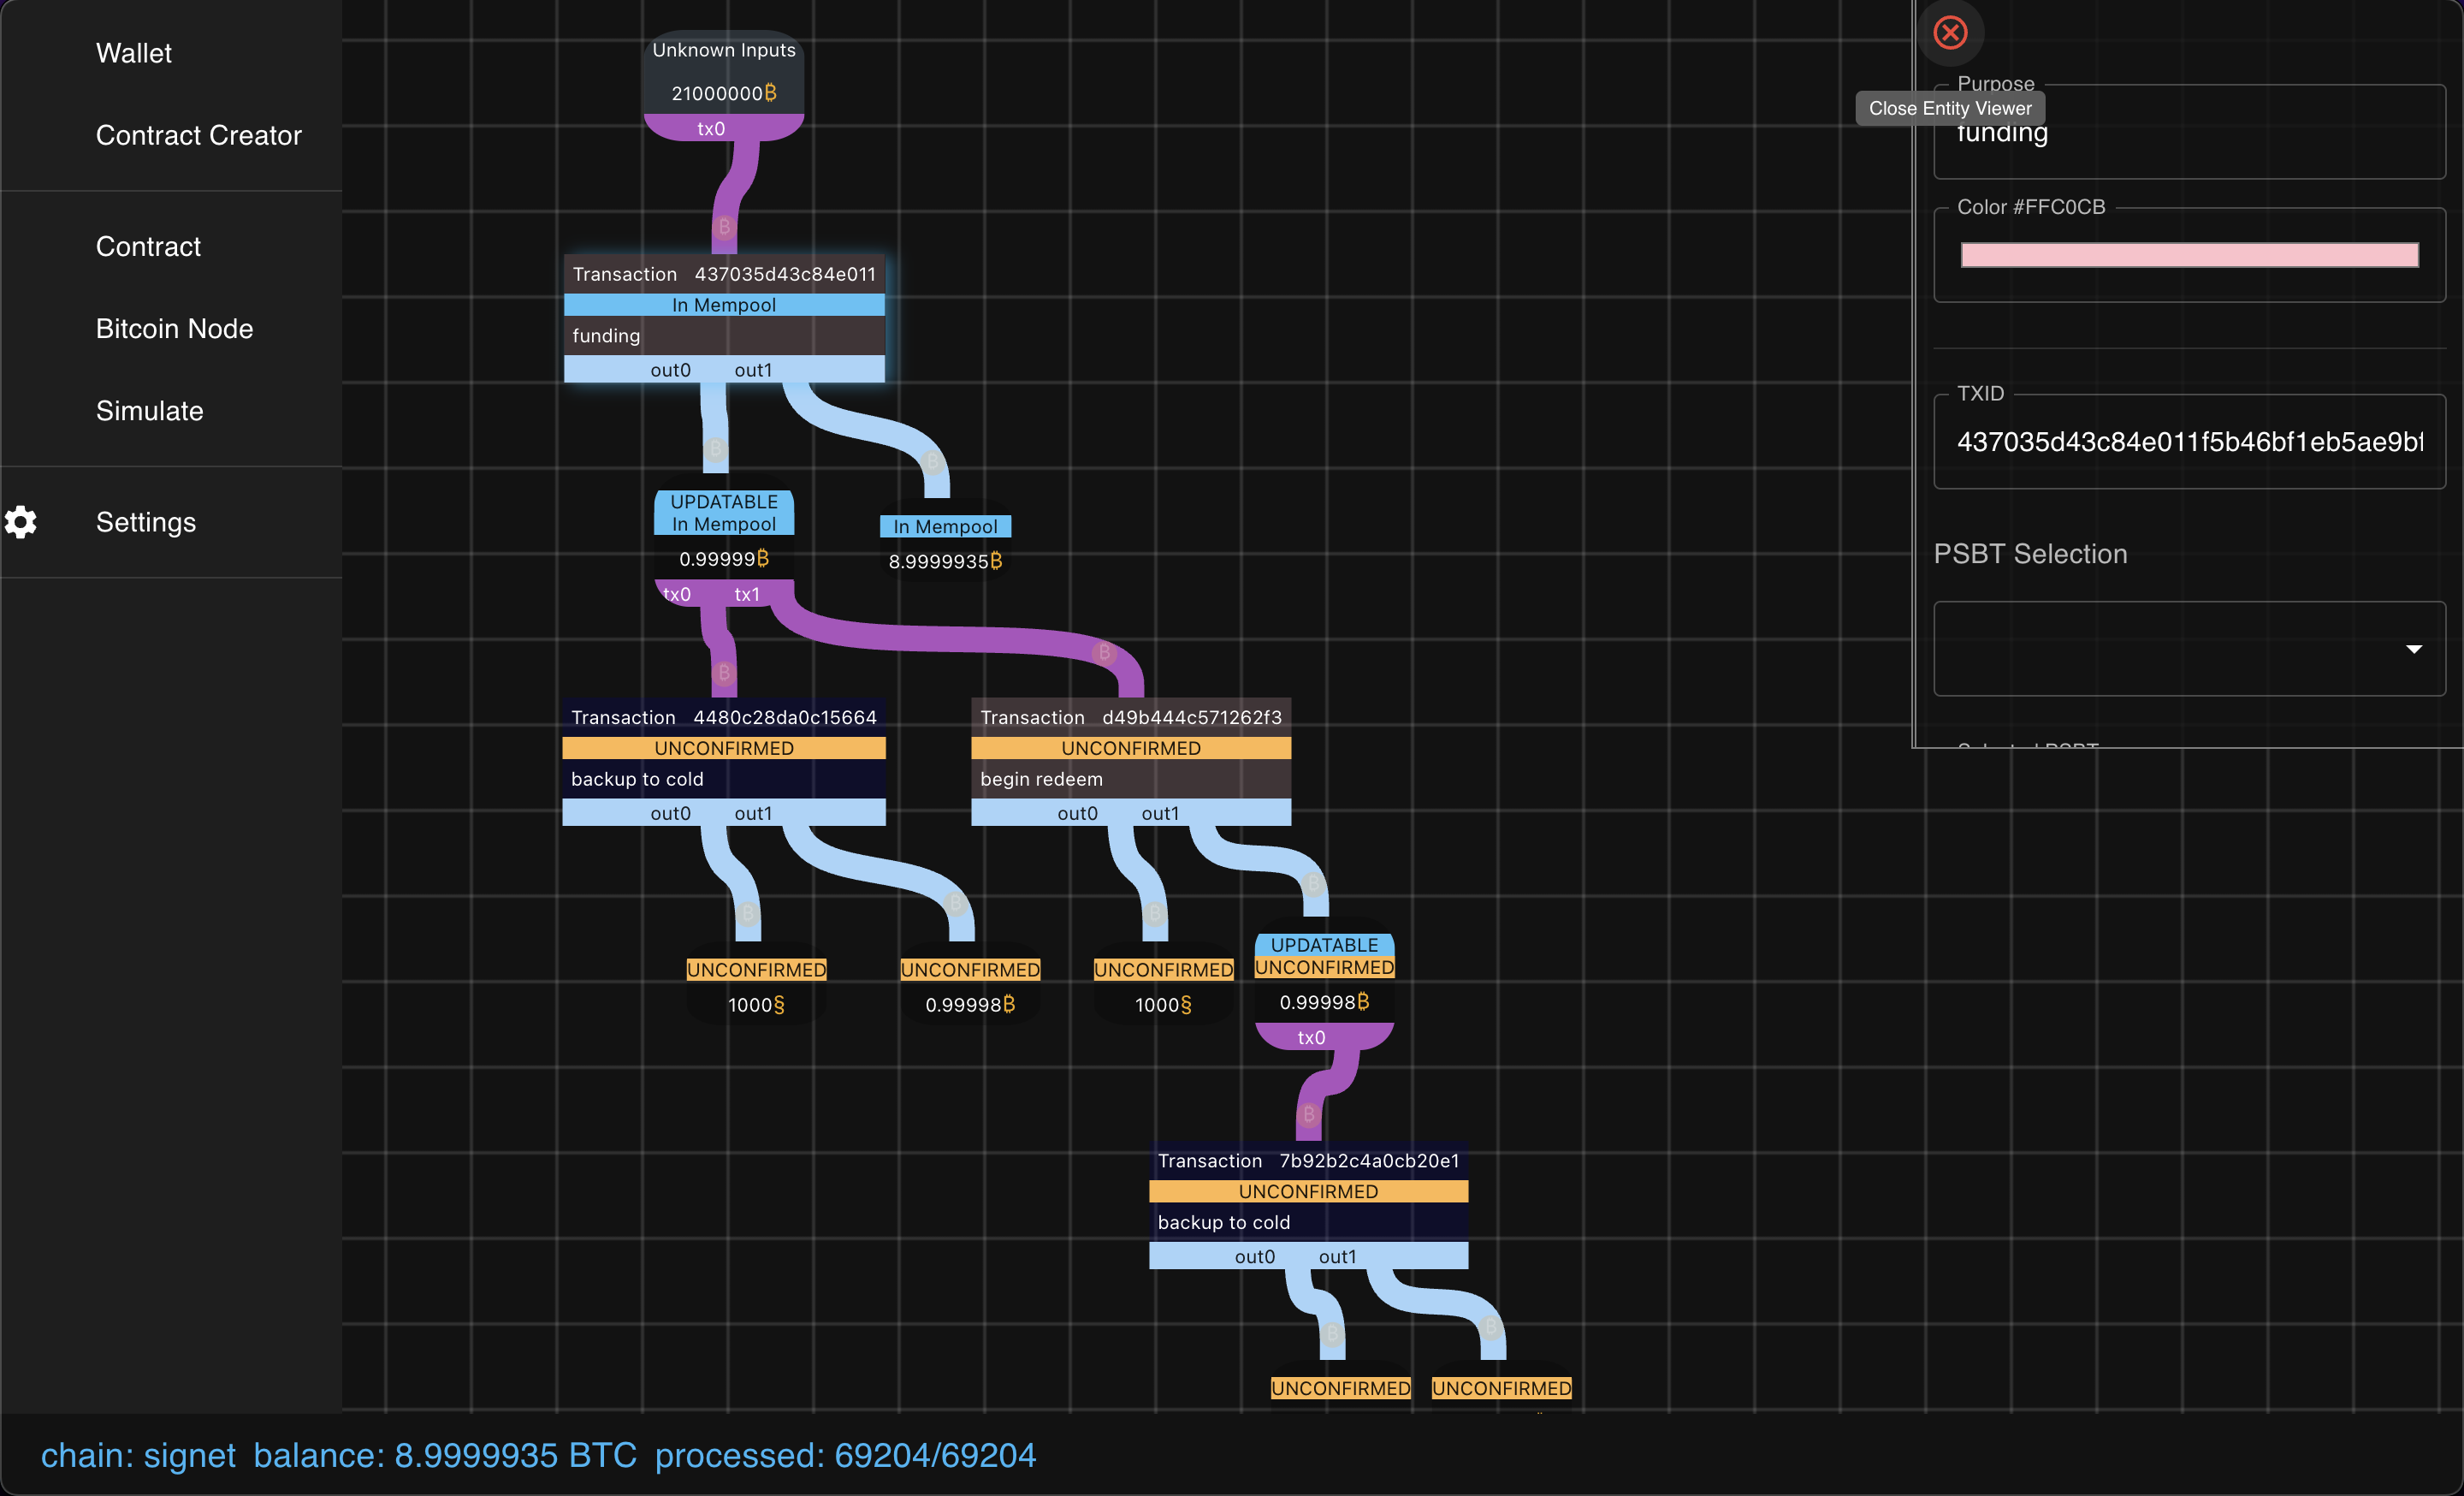 Wallet
Contract Creator
Contract
Bitcoin Node
Simulate
Settings
Unknown Inputs
21000000₿
tx0
Transaction 437035d43c84e011
In Mempool
funding
out0 out1
UPDATABLE
In Mempool
0.99999₿
tx0 tx1
In Mempool
8.9999935₿
Transaction 4480c28da0c15664
UNCONFIRMED
backup to cold
out0 out1
Transaction d49b444c571262f3
UNCONFIRMED
begin redeem
out0 out1
UNCONFIRMED
1000§
UNCONFIRMED
0.99998₿
UNCONFIRMED
1000§
UPDATABLE
UNCONFIRMED
0.99998₿
tx0
Transaction 7b92b2c4a0cb20e1
UNCONFIRMED
backup to cold
out0 out1
UNCONFIRMED
UNCONFIRMED
Purpose
Close Entity Viewer
funding
Color #FFC0CB
TXID
437035d43c84e011f5b46bf1eb5ae9b
PSBT Selection
chain: signet balance: 8.9999935 BTC processed: 69204/69204